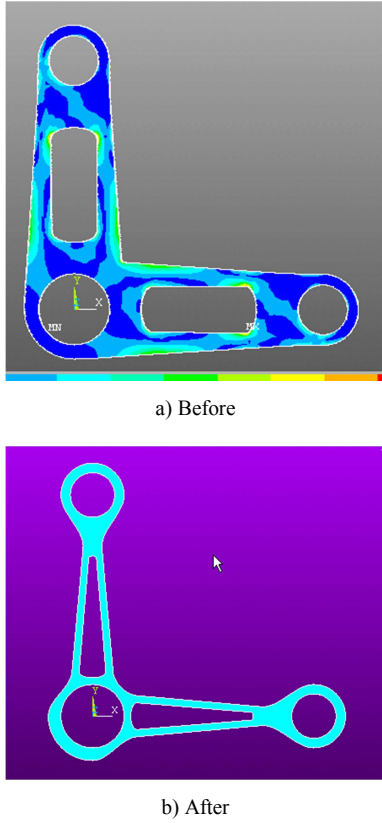 Y
X
MN
MX
a) Before
Y
X
b) After